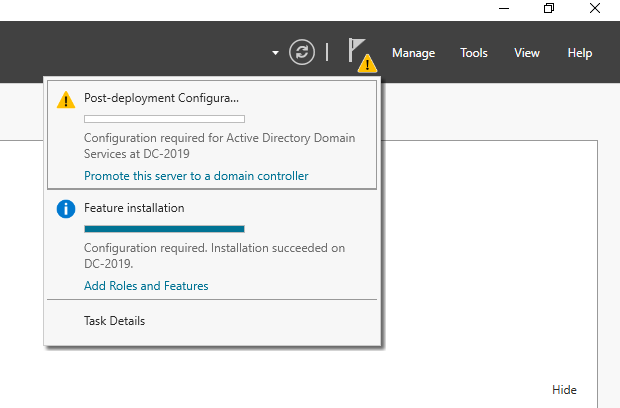 Manage Tools View Help
Post-deployment Configura...
Configuration required for Active Directory Domain
Services at DC-2019
Promote this server to a domain controller
Feature installation
Configuration required. Installation succeeded on
DC-2019.
Add Roles and Features
Task Details
Hide